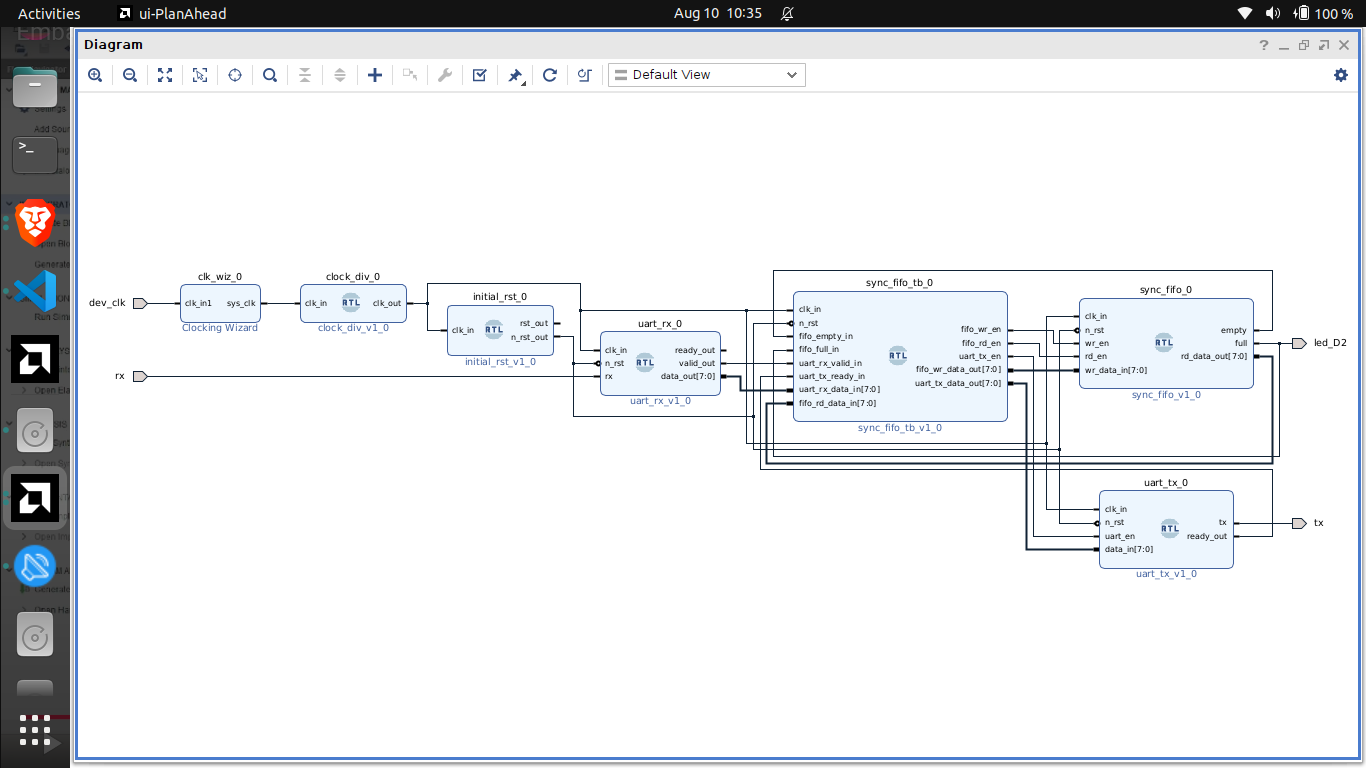 Activities
ui-PlanAhead
Aug 10 10:35
100 %
Diagram
Default View
dev_clk
rx
clk_wiz_0
clk_in1
sys_clk
Clocking Wizard
clock_div_0
clk_in
RTL
clk_out
clock_div_v1_0
initial_rst_0
clk_in
RTL
rst_out
n_rst_out
initial_rst_v1_0
uart_rx_0
clk_in
n_rst
rx
RTL
ready_out
valid_out
data_out[7:0]
uart_rx_v1_0
sync_fifo_tb_0
clk_in
n_rst
fifo_empty_in
fifo_full_in
uart_rx_valid_in
uart_tx_ready_in
uart_rx_data_in[7:0]
fifo_rd_data_in[7:0]
RTL
fifo_wr_en
fifo_rd_en
uart_tx_en
fifo_wr_data_out[7:0]
uart_tx_data_out[7:0]
sync_fifo_tb_v1_0
sync_fifo_0
clk_in
n_rst
wr_en
rd_en
wr_data_in[7:0]
RTL
empty
full
rd_data_out[7:0]
sync_fifo_v1_0
led_D2
uart_tx_0
clk_in
n_rst
uart_en
data_in[7:0]
RTL
tx
ready_out
uart_tx_v1_0
tx